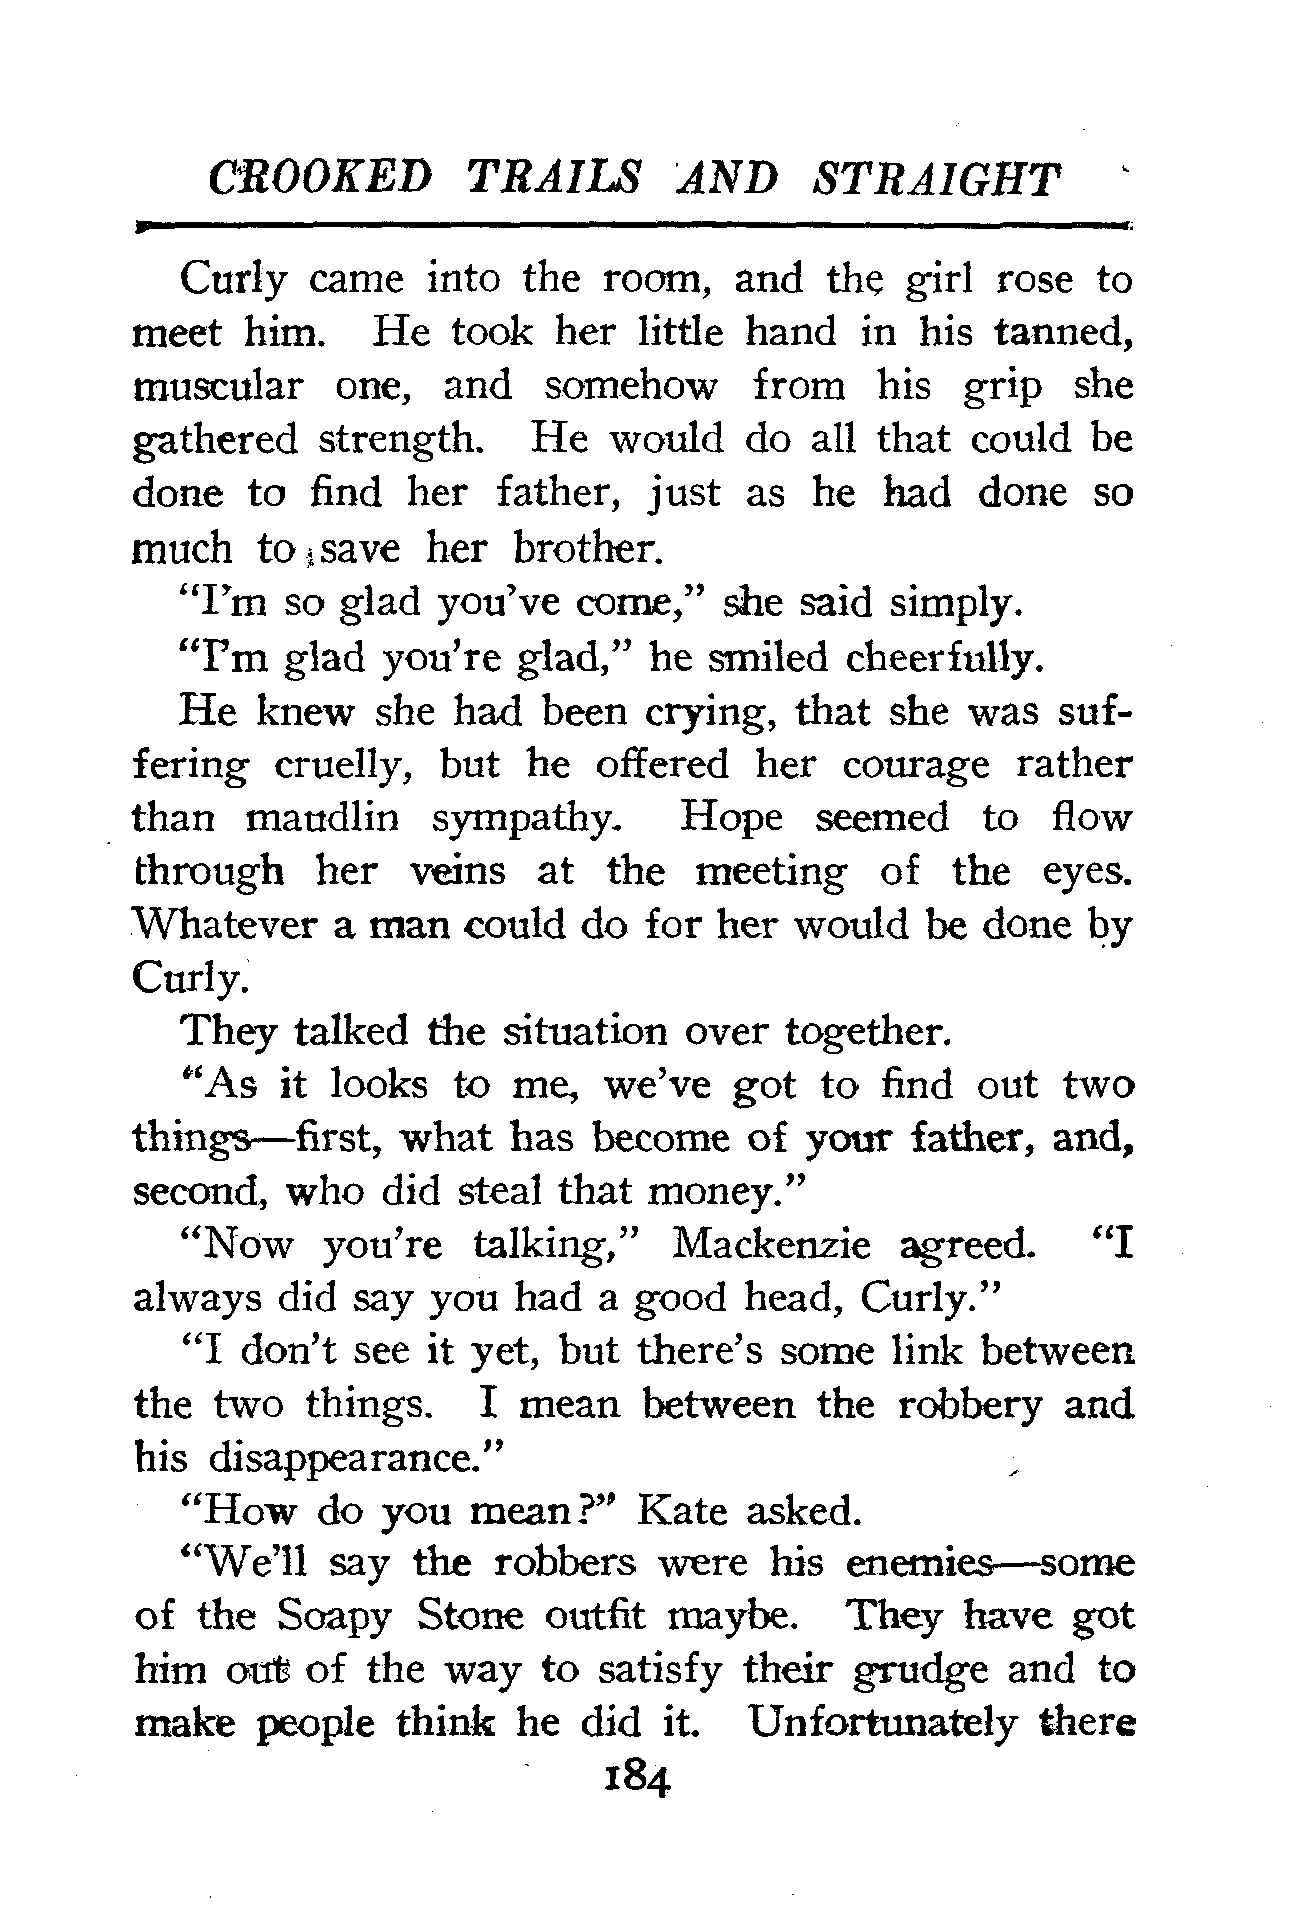 CROOKED TRAILS AND STRAIGHT
Curly came into the room, and the girl rose to
meet him. He took her little hand in his tanned,
muscular one, and somehow from his grip she
gathered strength. He would do all that could be
done to find her father, just as he had done so
much to save her brother.
“I’m so glad you’ve come,” she said simply.
“I’m glad you’re glad,” he smiled cheerfully.
He knew she had been crying, that she was suf-
fering cruelly, but he offered her courage rather
than maudlin sympathy. Hope seemed to flow
through her veins at the meeting of the eyes.
Whatever a man could do for her would be done by
Curly.
They talked the situation over together.
“As it looks to me, we’ve got to find out two
things—first, what has become of your father, and,
second, who did steal that money.”
“Now you’re talking,” Mackenzie agreed. “I
always did say you had a good head, Curly.”
“I don’t see it yet, but there’s some link between
the two things. I mean between the robbery and
his disappearance.”
“How do you mean?” Kate asked.
“We’ll say the robbers were his enemies—some
of the Soapy Stone outfit maybe. They have got
him out of the way to satisfy their grudge and to
make people think he did it. Unfortunately there
184